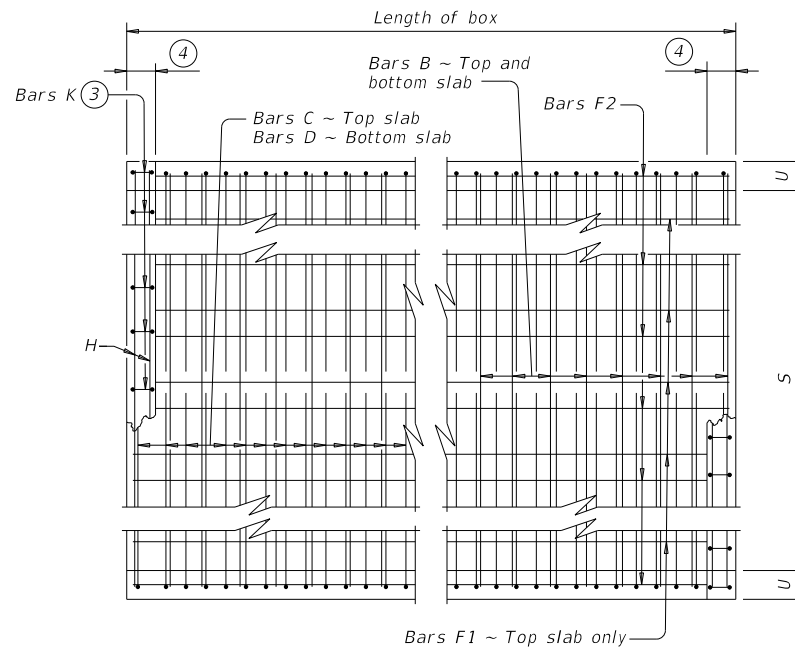 Length of box
4
4
Bars B ~ Top and
bottom slab
Bars K 3
Bars F2
Bars C ~ Top slab
Bars D ~ Bottom slab
U
H
S
U
Bars F1 ~ Top slab only